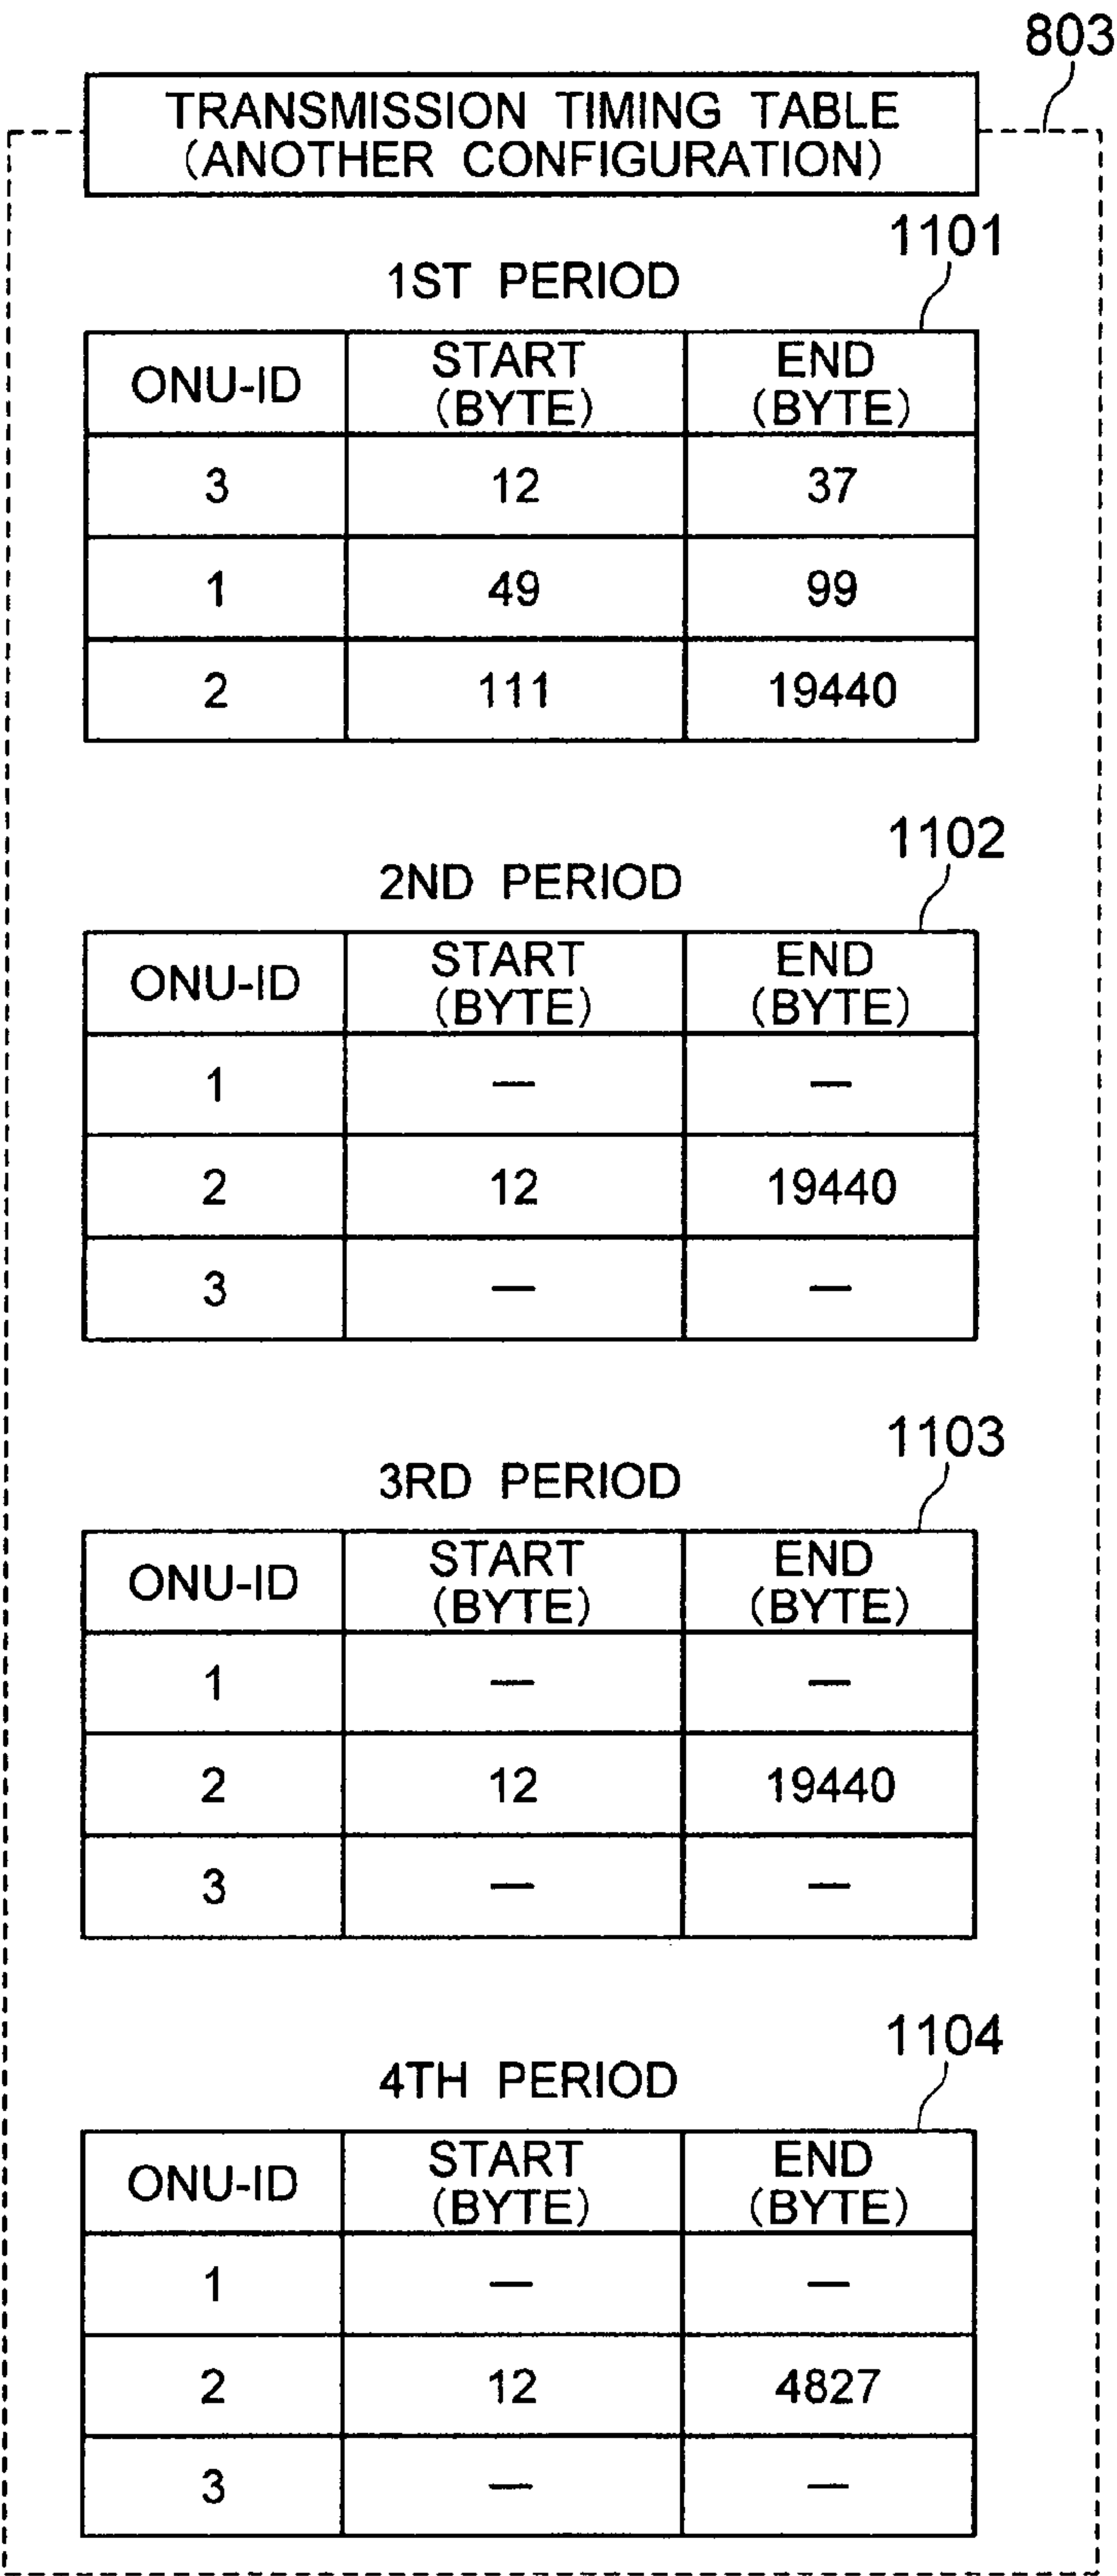 803
TRANSMISSION TIMING TABLE
(ANOTHER CONFIGURATION)
1101
1ST PERIOD
ONU-ID START (BYTE) END (BYTE)
3 12 37
1 49 99
2 111 19440
1102
2ND PERIOD
ONU-ID START (BYTE) END (BYTE)
1 — —
2 12 19440
3 — —
1103
3RD PERIOD
ONU-ID START (BYTE) END (BYTE)
1 — —
2 12 19440
3 — —
1104
4TH PERIOD
ONU-ID START (BYTE) END (BYTE)
1 — —
2 12 4827
3 — —